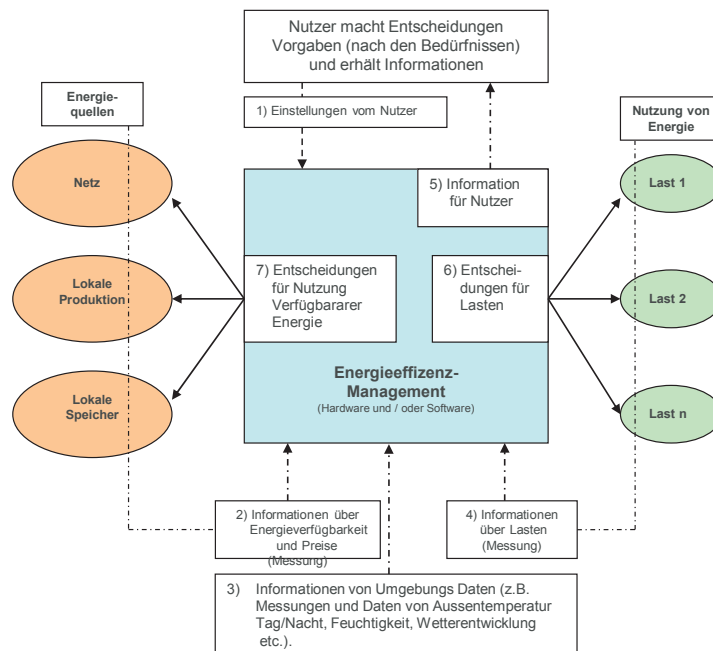 Nutzer macht Entscheidungen
Vorgaben (nach den Bedürfnissen)
und erhält Informationen
Energie-
quellen
1) Einstellungen vom Nutzer
Nutzung von
Energie
Netz
5) Information
für Nutzer
Last 1
Lokale
Produktion
7) Entscheidungen
für Nutzung
Verfügbararer
Energie
6) Entschei-
dungen für
Lasten
Last 2
Energieeffizenz-
Management
(Hardware und / oder Software)
Lokale
Speicher
Last n
2) Informationen über
Energieverfügbarkeit
und Preise
(Messung)
4) Informationen
über Lasten
(Messung)
3) Informationen von Umgebungs Daten (z.B.
Messungen und Daten von Aussentemperatur
Tag/Nacht, Feuchtigkeit, Wetterentwicklung
etc.).